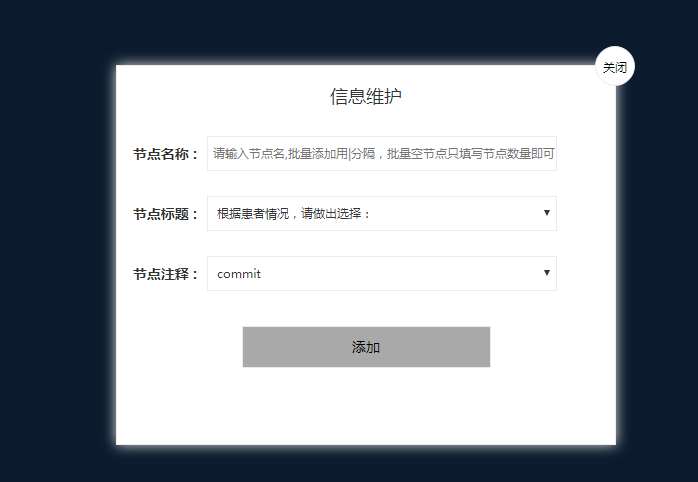 关闭
信息维护
节点名称： 请输入节点名,批量添加用|分隔，批量空节点只填写节点数量即可
节点标题： 根据患者情况，请做出选择：
节点注释： commit
添加